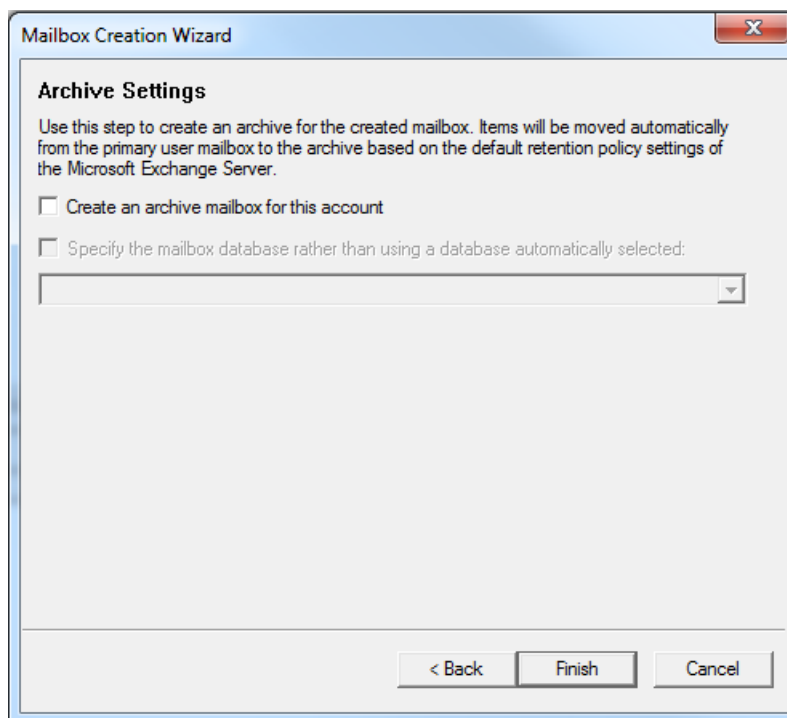 Mailbox Creation Wizard
Archive Settings
Use this step to create an archive for the created mailbox. Items will be moved automatically
from the primary user mailbox to the archive based on the default retention policy settings of
the Microsoft Exchange Server.
Create an archive mailbox for this account
Specify the mailbox database rather than using a database automatically selected:
< Back
Finish
Cancel